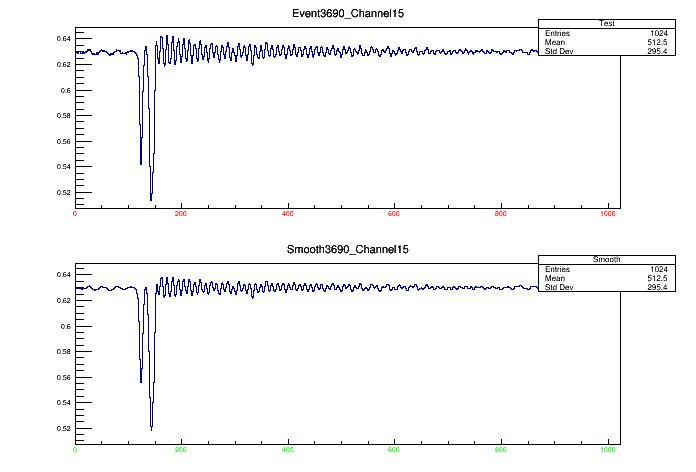 Event3690_Channel15
Test
Entries 1024
Mean 512.5
Std Dev 295.4
0.64
0.62
0.6
0.58
0.56
0.54
0.52
0 200 400 600 800 1000
Smooth3690_Channel15
Smooth
Entries 1024
Mean 512.5
Std Dev 295.4
0.64
0.62
0.6
0.58
0.56
0.54
0.52
0 200 400 600 800 1000